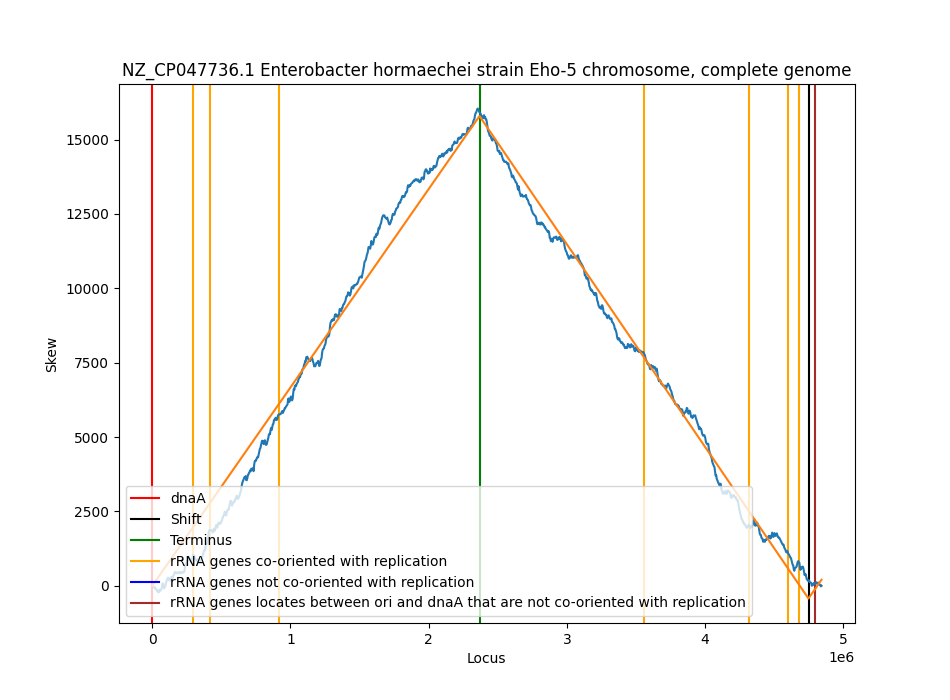 NZ_CP047736.1 Enterobacter hormaechei strain Eho-5 chromosome, complete genome
Skew
15000
12500
10000
7500
5000
2500
0
dnaA
Shift
Terminus
rRNA genes co-oriented with replication
rRNA genes not co-oriented with replication
rRNA genes locates between ori and dnaA that are not co-oriented with replication
0 1 2 3 4 5
1e6
Locus